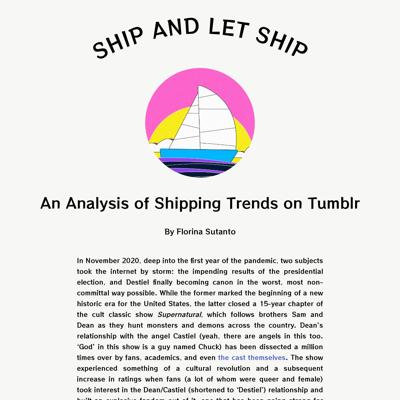 SHIP AND LET SHIP
An Analysis of Shipping Trends on Tumblr
By Florina Sutanto
In November 2020, deep into the first year of the pandemic, two subjects
took the internet by storm: the impending results of the presidential
election, and Destiel finally becoming canon in the worst, most non-
committal way possible. While the former marked the beginning of a new
historic era for the United States, the latter closed a 15-year chapter of
the cult classic show Supernatural, which follows brothers Sam and
Dean as they hunt monsters and demons across the country. Dean's
relationship with the angel Castiel (yeah, there are angels in this too.
'God' in this show is a guy named Chuck) has been dissected a million
times over by fans, academics, and even the cast themselves. The show
experienced something of a cultural revolution and a subsequent
increase in ratings when fans (a lot of whom were queer and female)
took interest in the Dean/Castiel (shortened to 'Destiel') relationship and